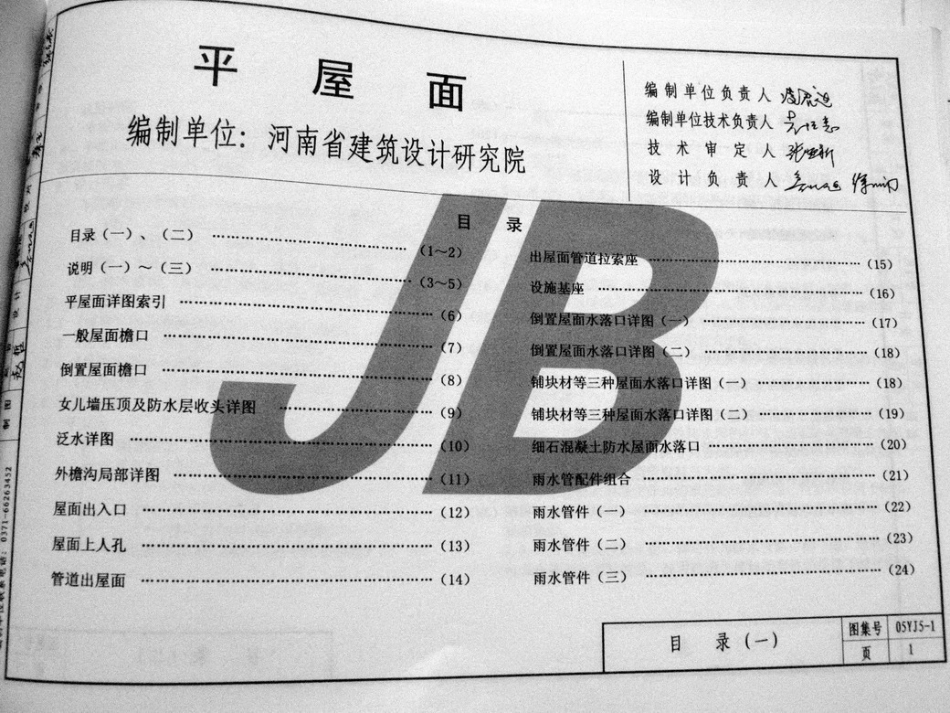 平 屋 面
编制单位：河南省建筑设计研究院
编制单位负责人
编制单位技术负责人
技 术 审 定 人
设 计 负 责 人
JB
目 录
目录（一）、（二） ……………………（1～2）
说明（一）～（三） ……………………（3～5）
平屋面详图索引 ……………………（6）
一般屋面檐口 ……………………（7）
倒置屋面檐口 ……………………（8）
女儿墙压顶及防水层收头详图 ……………………（9）
泛水详图 ……………………（10）
外檐沟局部详图 ……………………（11）
屋面出入口 ……………………（12）
屋面上人孔 ……………………（13）
管道出屋面 ……………………（14）
出屋面管道拉索座 ……………………（15）
设施基座 ……………………（16）
倒置屋面水落口详图（一） ……………………（17）
倒置屋面水落口详图（二） ……………………（18）
铺块材等三种屋面水落口详图（一） ……………………（18）
铺块材等三种屋面水落口详图（二） ……………………（19）
细石混凝土防水屋面水落口 ……………………（20）
雨水管配件组合 ……………………（21）
雨水管件（一） ……………………（22）
雨水管件（二） ……………………（23）
雨水管件（三） ……………………（24）
目 录（一）
图集号 05YJ5-1
页 1
联系电话：0371-66263452